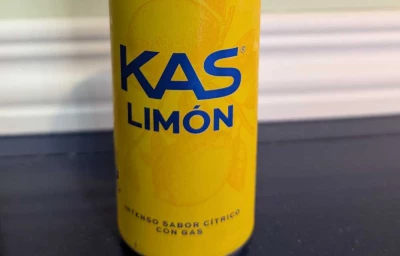 KAS
LIMÓN
INTENSO SABOR CÍTRICO
CON GAS